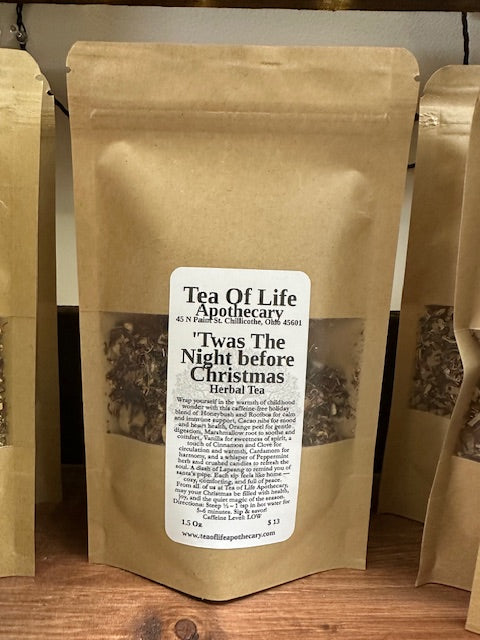 Tea Of Life
Apothecary
45 N Paint St. Chillicothe, Ohio 45601
'Twas The
Night before
Christmas
Herbal Tea
Wrap yourself in the warmth of childhood
wonder with this caffeine-free holiday
blend of Honeybush and Rooibos for calm
and immune support, Cacao nibs for mood
and heart health, Orange peel for gentle
digestion, Marshmallow root to soothe and
comfort, Vanilla for sweetness of spirit, a
touch of Cinnamon and Clove for
circulation and warmth, Cardamom for
harmony, and a whisper of Peppermint
herb and crushed candies to refresh the
soul. A dash of Lapsang to remind you of
santa's pipe. Each sip feels like home —
cozy, comforting, and full of peace.
From all of us at Tea of Life Apothecary,
may your Christmas be filled with health,
joy, and the quiet magic of the season.
Directions: Steep ½ – 1 tsp in hot water for
5-6 minutes. Sip & savor!
Caffeine Level: LOW
1.5 Oz $ 13
www.teaoflifeapothecary.com